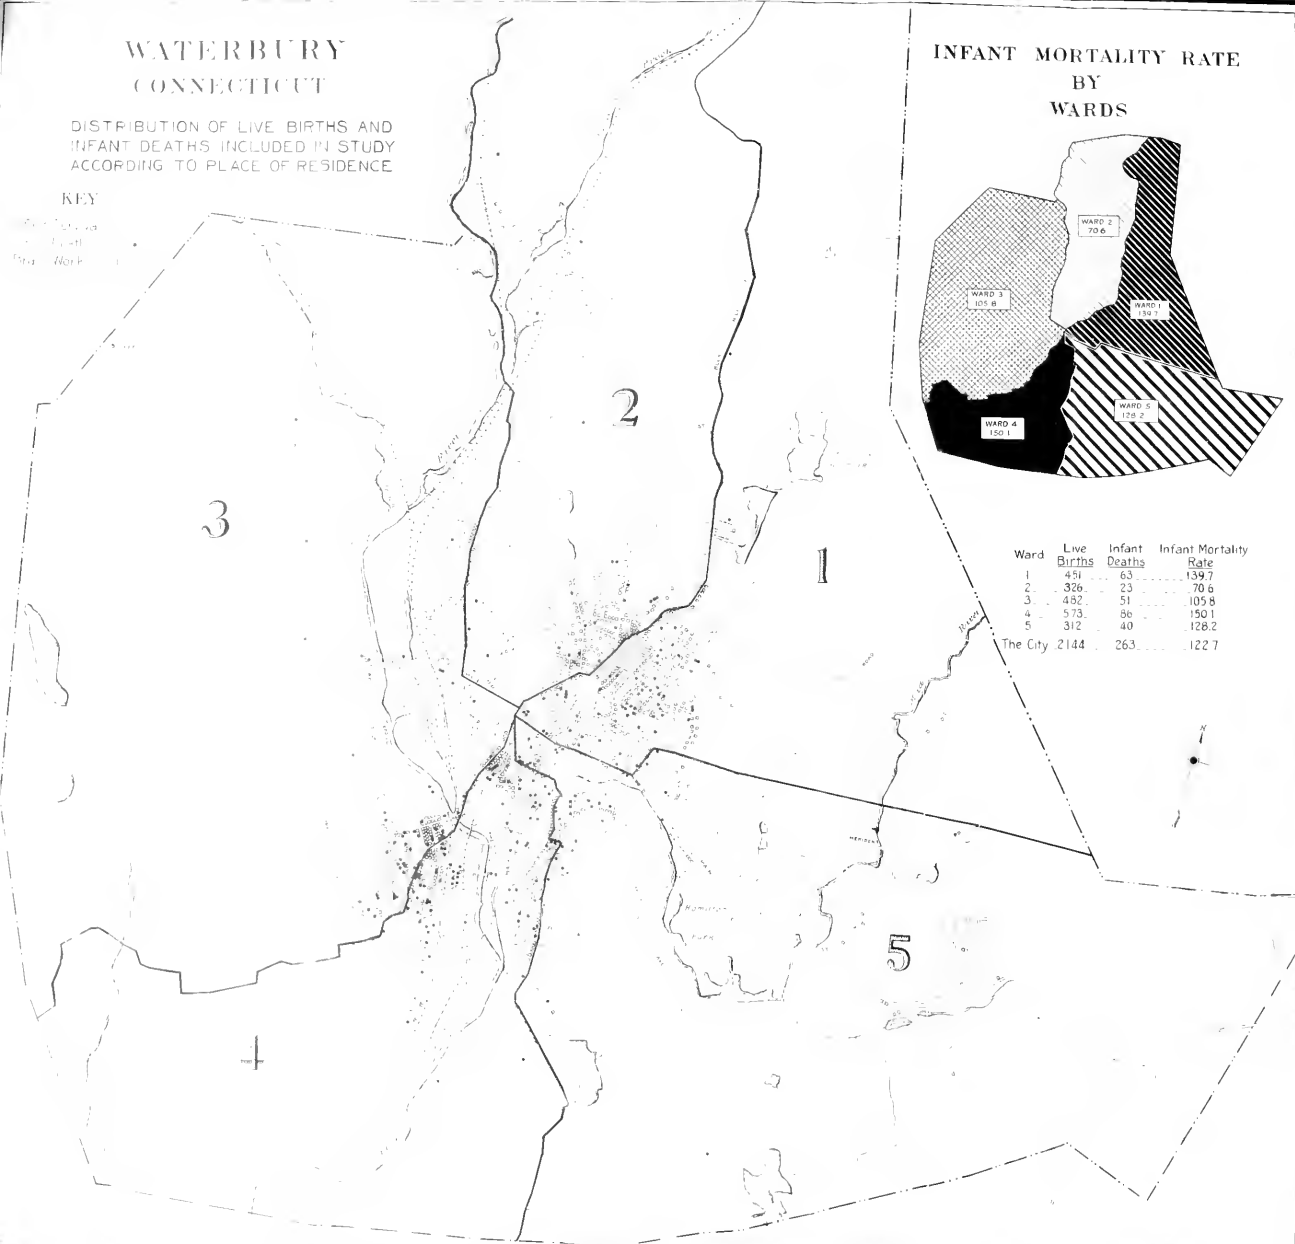 WATERBURY
CONNECTICUT
DISTRIBUTION OF LIVE BIRTHS AND
INFANT DEATHS INCLUDED IN STUDY
ACCORDING TO PLACE OF RESIDENCE
KEY
INFANT MORTALITY RATE
BY
WARDS
WARD 2
70.6
WARD 3
105.8
WARD 1
139.7
WARD 5
128.2
WARD 4
150.1
Ward Live Births Infant Deaths Infant Mortality Rate
1 451 63 139.7
2 326 23 70.6
3 482 51 105.8
4 573 86 150.1
5 312 40 128.2
The City 2144 263 122.7
N
2
3
1
River
River
Hamilton
Park
5
4